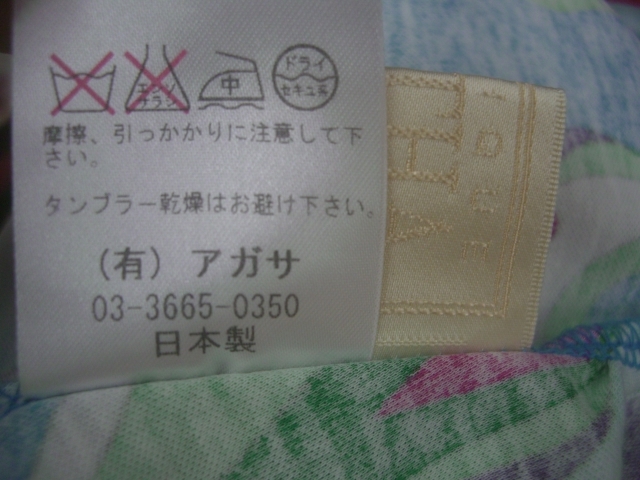 エンソ
サラシ
中
ドライ
セキユ系
摩擦、引っかかりに注意して下
さい。
タンブラー乾燥はお避け下さい。
(有) アガサ
03-3665-0350
日本製